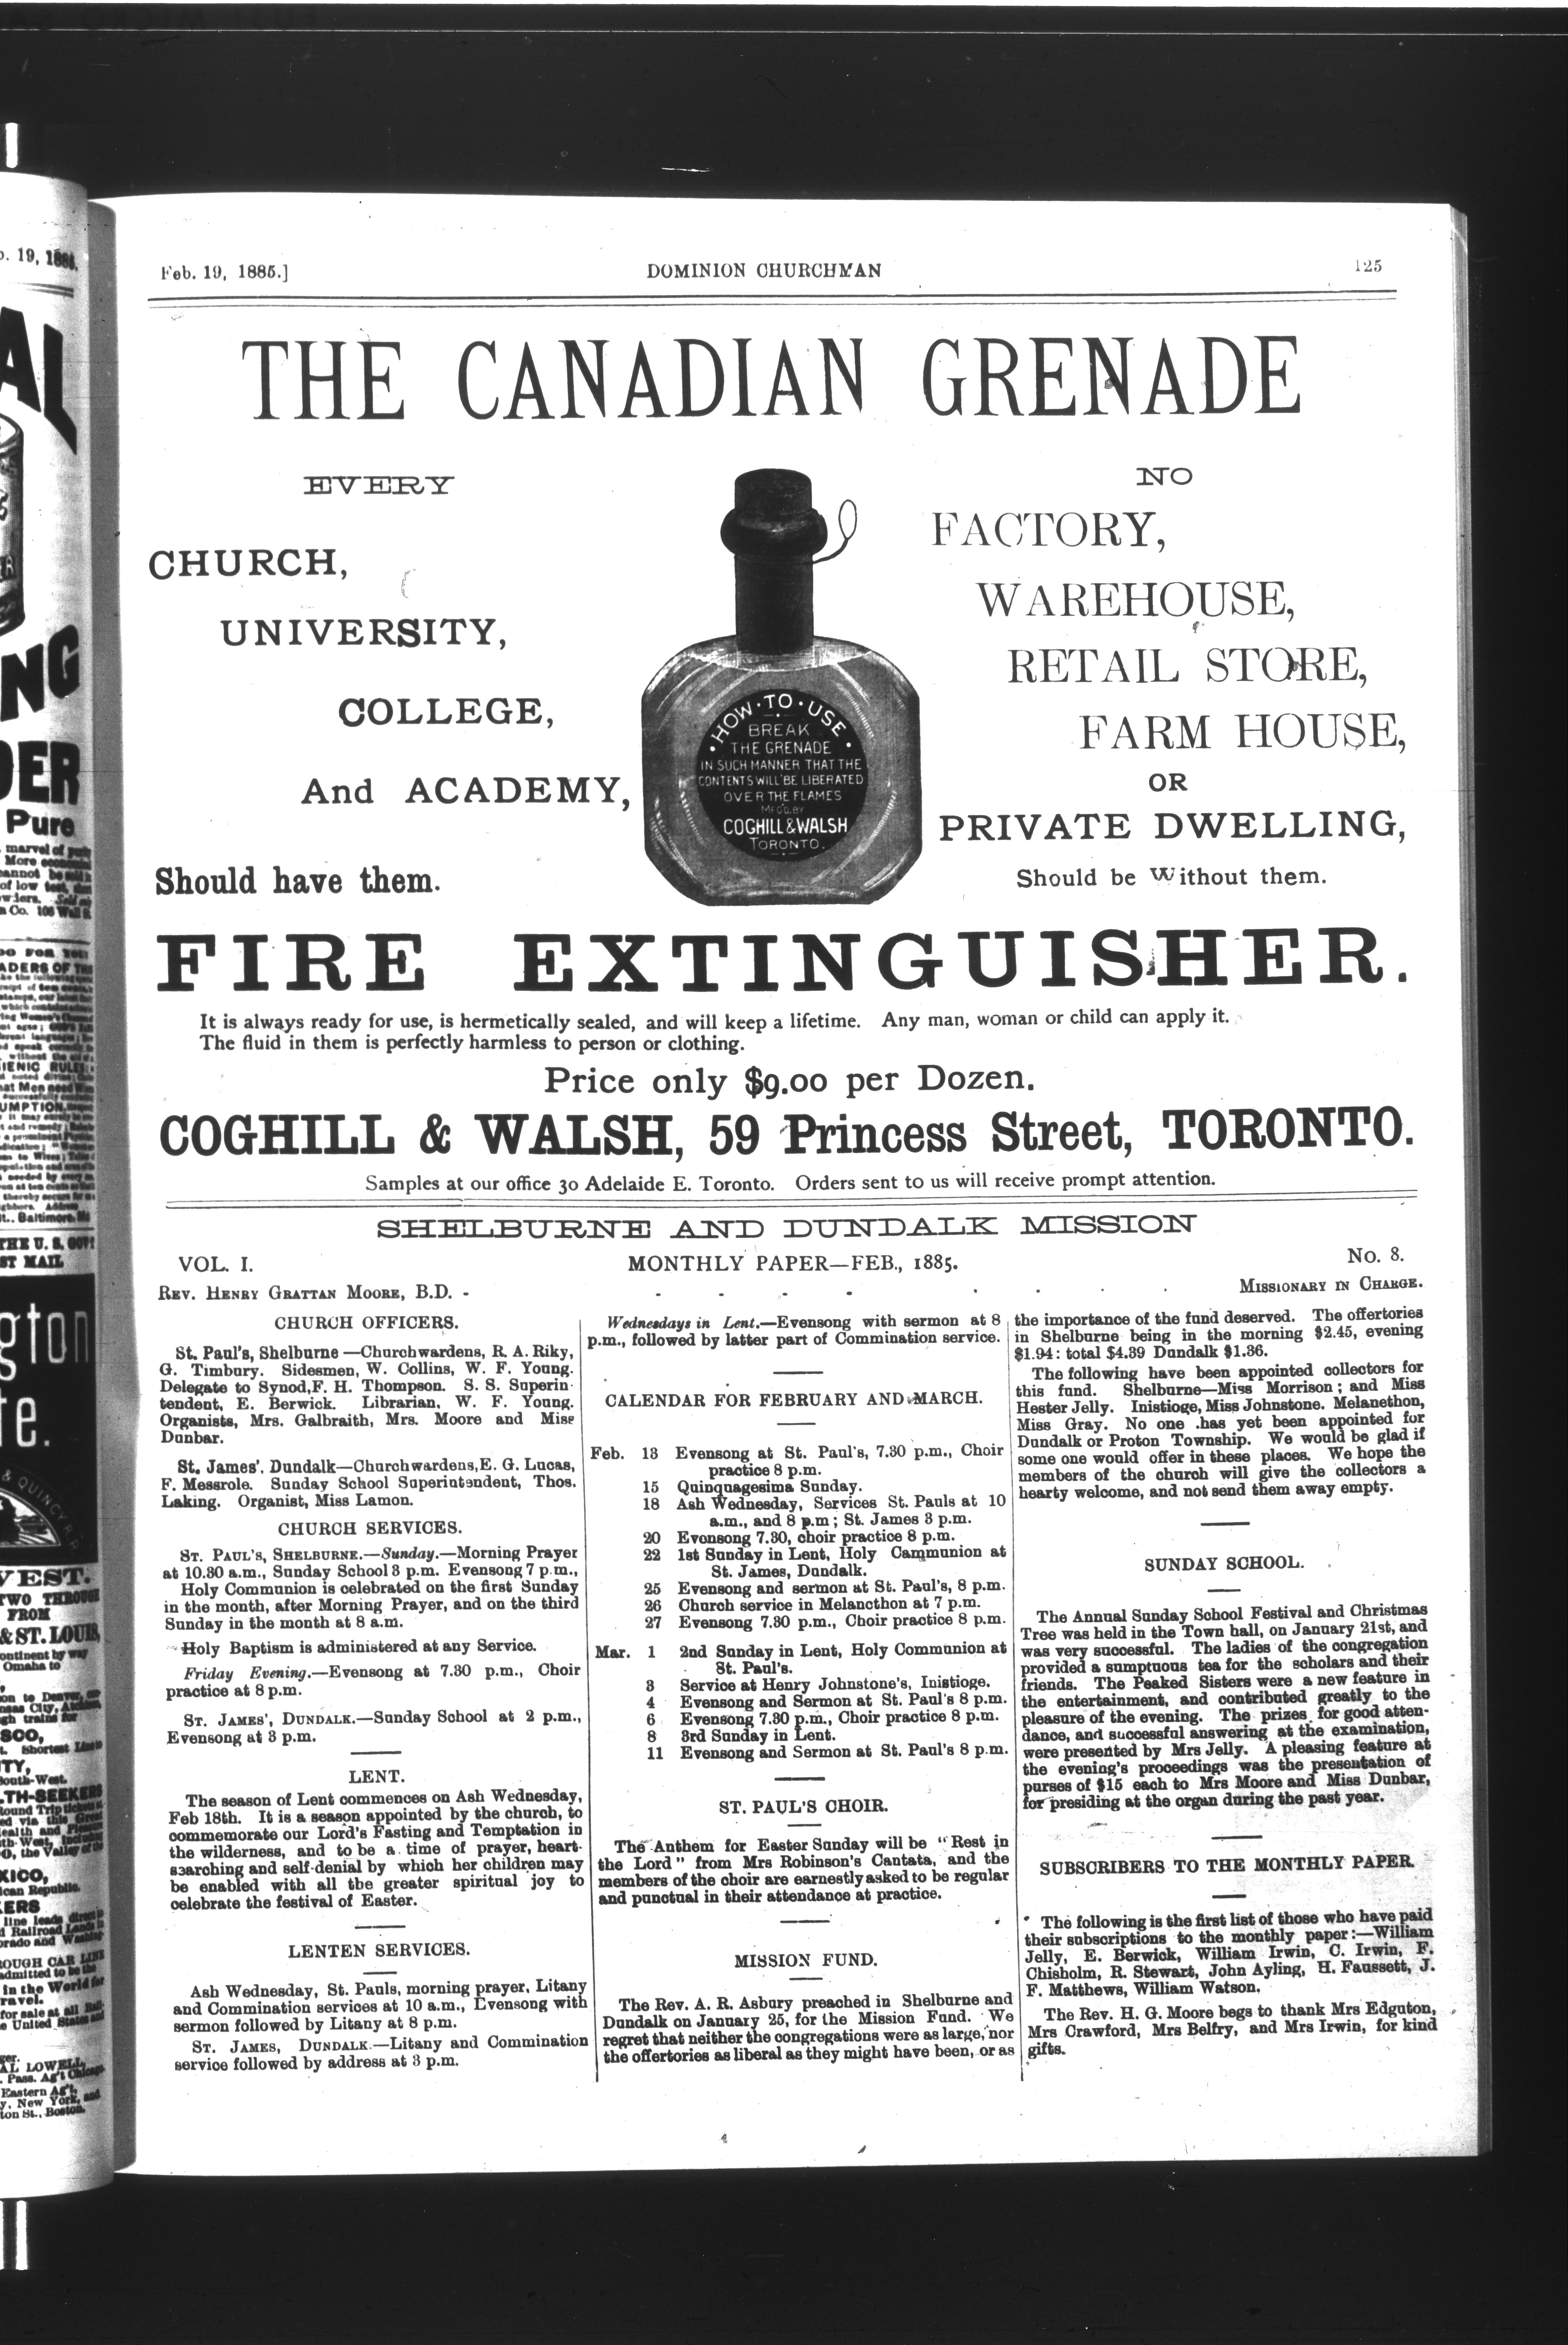 Feb. 19, 1885.]
DOMINION CHURCHMAN
125
THE CANADIAN GRENADE
EVERY
CHURCH,
UNIVERSITY,
COLLEGE,
And ACADEMY,
Should have them.
HOW · TO · USE
BREAK
THE GRENADE
IN SUCH MANNER THAT THE
CONTENTS WILL BE LIBERATED
OVER THE FLAMES
MF'G'D. BY
COGHILL & WALSH
TORONTO.
NO
FACTORY,
WAREHOUSE,
RETAIL STORE,
FARM HOUSE,
OR
PRIVATE DWELLING,
Should be Without them.
FIRE EXTINGUISHER.
It is always ready for use, is hermetically sealed, and will keep a lifetime. Any man, woman or child can apply it.
The fluid in them is perfectly harmless to person or clothing.
Price only $9.00 per Dozen.
COGHILL & WALSH, 59 Princess Street, TORONTO.
Samples at our office 30 Adelaide E. Toronto. Orders sent to us will receive prompt attention.
SHELBURNE AND DUNDALK MISSION
VOL. I.
MONTHLY PAPER—FEB., 1885.
No. 8.
REV. HENRY GRATTAN MOORE, B.D. - - - - - . . . . MISSIONARY IN CHARGE.
CHURCH OFFICERS.
St. Paul's, Shelburne —Churchwardens, R. A. Riky,
G. Timbury. Sidesmen, W. Collins, W. F. Young.
Delegate to Synod, F. H. Thompson. S. S. Superin-
tendent, E. Berwick. Librarian, W. F. Young.
Organists, Mrs. Galbraith, Mrs. Moore and Miss
Dunbar.
St. James', Dundalk—Churchwardens, E. G. Lucas,
F. Messrole. Sunday School Superintendent, Thos.
Laking. Organist, Miss Lamon.
CHURCH SERVICES.
ST. PAUL'S, SHELBURNE.—Sunday.—Morning Prayer
at 10.30 a.m., Sunday School 3 p.m. Evensong 7 p.m.,
Holy Communion is celebrated on the first Sunday
in the month, after Morning Prayer, and on the third
Sunday in the month at 8 a.m.
Holy Baptism is administered at any Service.
Friday Evening.—Evensong at 7.30 p.m., Choir
practice at 8 p.m.
ST. JAMES', DUNDALK.—Sunday School at 2 p.m.,
Evensong at 3 p.m.
LENT.
The season of Lent commences on Ash Wednesday,
Feb 18th. It is a season appointed by the church, to
commemorate our Lord's Fasting and Temptation in
the wilderness, and to be a time of prayer, heart-
searching and self-denial by which her children may
be enabled with all the greater spiritual joy to
celebrate the festival of Easter.
LENTEN SERVICES.
Ash Wednesday, St. Pauls, morning prayer, Litany
and Commination services at 10 a.m., Evensong with
sermon followed by Litany at 8 p.m.
ST. JAMES, DUNDALK.—Litany and Commination
service followed by address at 3 p.m.
Wednesdays in Lent.—Evensong with sermon at 8
p.m., followed by latter part of Commination service.
CALENDAR FOR FEBRUARY AND MARCH.
Feb. 13 Evensong at St. Paul's, 7.30 p.m., Choir
practice 8 p.m.
15 Quinquagesima Sunday.
18 Ash Wednesday, Services St. Pauls at 10
a.m., and 8 p.m; St. James 3 p.m.
20 Evonsong 7.30, choir practice 8 p.m.
22 1st Sunday in Lent, Holy Communion at
St. James, Dundalk.
25 Evensong and sermon at St. Paul's, 8 p.m.
26 Church service in Melancthon at 7 p.m.
27 Evensong 7.30 p.m., Choir practice 8 p.m.
Mar. 1 2nd Sunday in Lent, Holy Communion at
St. Paul's.
3 Service at Henry Johnstone's, Inistioge.
4 Evensong and Sermon at St. Paul's 8 p.m.
6 Evensong 7.30 p.m., Choir practice 8 p.m.
8 3rd Sunday in Lent.
11 Evensong and Sermon at St. Paul's 8 p.m.
ST. PAUL'S CHOIR.
The Anthem for Easter Sunday will be "Rest in
the Lord" from Mrs Robinson's Cantata, and the
members of the choir are earnestly asked to be regular
and punctual in their attendance at practice.
MISSION FUND.
The Rev. A. R. Asbury preached in Shelburne and
Dundalk on January 25, for the Mission Fund. We
regret that neither the congregations were as large, nor
the offertories as liberal as they might have been, or as
the importance of the fund deserved. The offertories
in Shelburne being in the morning $2.45, evening
$1.94: total $4.39 Dundalk $1.36.
The following have been appointed collectors for
this fund. Shelburne—Miss Morrison; and Miss
Hester Jelly. Inistioge, Miss Johnstone. Melanethon,
Miss Gray. No one .has yet been appointed for
Dundalk or Proton Township. We would be glad if
some one would offer in these places. We hope the
members of the church will give the collectors a
hearty welcome, and not send them away empty.
SUNDAY SCHOOL.
The Annual Sunday School Festival and Christmas
Tree was held in the Town hall, on January 21st, and
was very successful. The ladies of the congregation
provided a sumptuous tea for the scholars and their
friends. The Peaked Sisters were a new feature in
the entertainment, and contributed greatly to the
pleasure of the evening. The prizes for good atten-
dance, and successful answering at the examination,
were presented by Mrs Jelly. A pleasing feature at
the evening's proceedings was the presentation of
purses of $15 each to Mrs Moore and Miss Dunbar,
for presiding at the organ during the past year.
SUBSCRIBERS TO THE MONTHLY PAPER.
The following is the first list of those who have paid
their subscriptions to the monthly paper:—William
Jelly, E. Berwick, William Irwin, C. Irwin, F.
Chisholm, R. Stewart, John Ayling, H. Faussett, J.
F. Matthews, William Watson.
The Rev. H. G. Moore begs to thank Mrs Edgaton,
Mrs Crawford, Mrs Belfry, and Mrs Irwin, for kind
gifts.